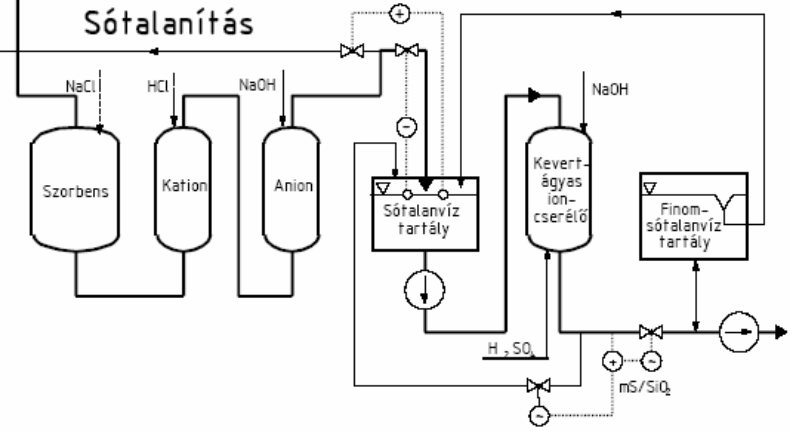 Sótalanítás
+
NaCl
HCl
NaOH
NaOH
-
Szorbens
Kation
Anion
Sótalanvíz
tartály
Kevert-
ágyas
ion-
cserélő
Finom-
sótalanvíz
tartály
H₂SO₄
+
~
mS/SiO₂
~